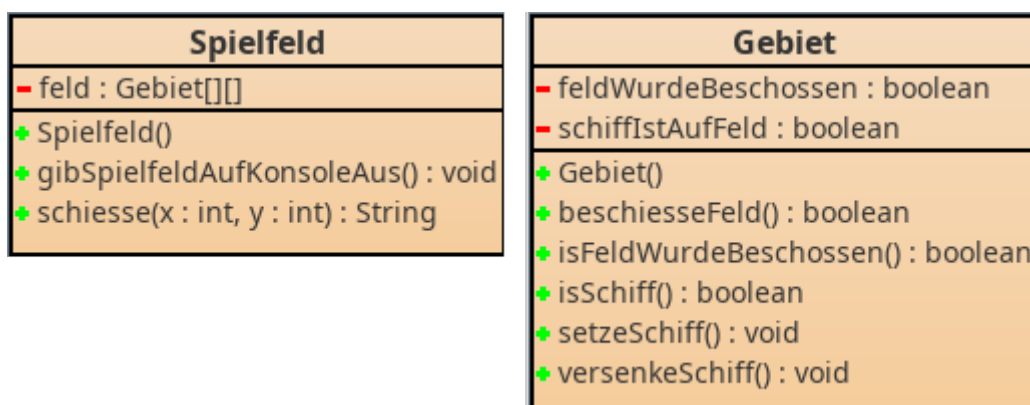 Spielfeld
- feld : Gebiet[][]
+ Spielfeld()
+ gibSpielfeldAufKonsoleAus() : void
+ schiesse(x : int, y : int) : String
Gebiet
- feldWurdeBeschossen : boolean
- schiffIstAufFeld : boolean
+ Gebiet()
+ beschiesseFeld() : boolean
+ isFeldWurdeBeschossen() : boolean
+ isSchiff() : boolean
+ setzeSchiff() : void
+ versenkeSchiff() : void